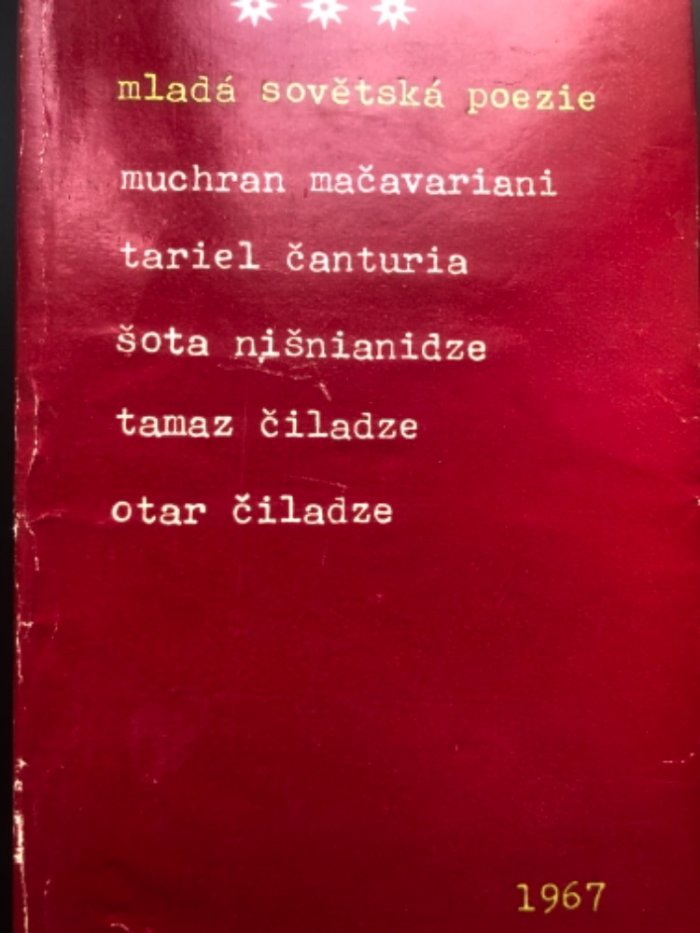 mladá sovětská poezie
muchran mačavariani
tariel čanturia
šota nišnianidze
tamaz čiladze
otar čiladze
1967